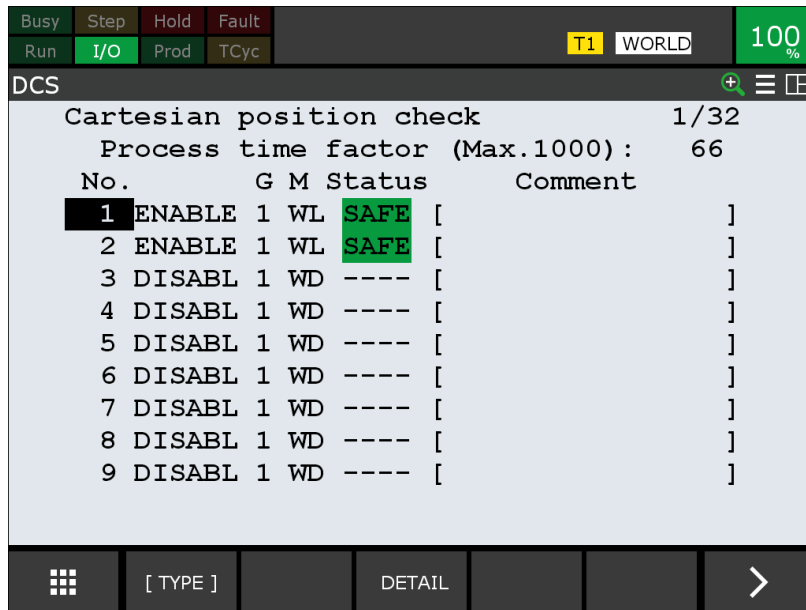 Busy Step Hold Fault
Run I/O Prod TCyc T1 WORLD 100 %
DCS
Cartesian position check 1/32
Process time factor (Max.1000): 66
No. G M Status Comment
1 ENABLE 1 WL SAFE [ ]
2 ENABLE 1 WL SAFE [ ]
3 DISABL 1 WD ---- [ ]
4 DISABL 1 WD ---- [ ]
5 DISABL 1 WD ---- [ ]
6 DISABL 1 WD ---- [ ]
7 DISABL 1 WD ---- [ ]
8 DISABL 1 WD ---- [ ]
9 DISABL 1 WD ---- [ ]
[ TYPE ] DETAIL >